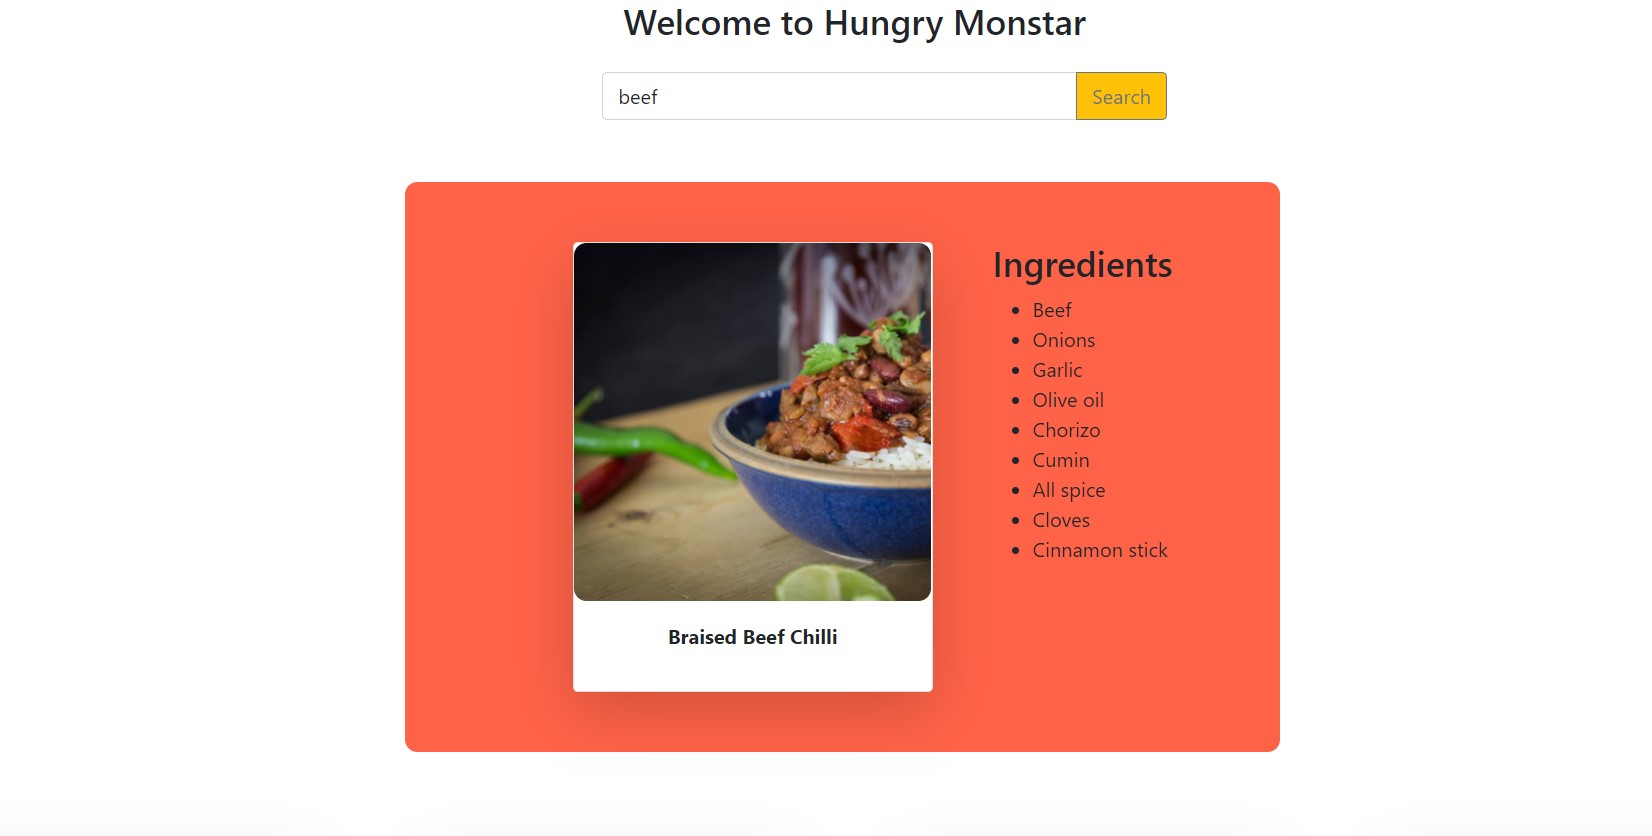 Welcome to Hungry Monstar
beef
Search
Ingredients
Beef
Onions
Garlic
Olive oil
Chorizo
Cumin
All spice
Cloves
Cinnamon stick
Braised Beef Chilli